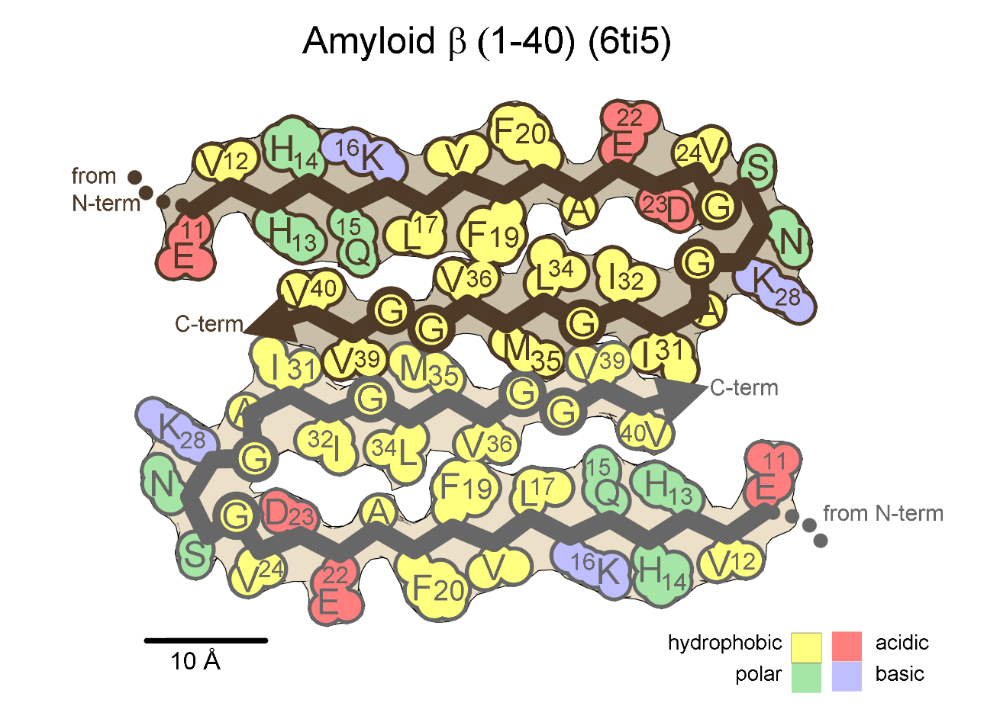 Amyloid β (1-40) (6ti5)
22
E
F20
H14
16K
V12
V
24V
S
from
N-term
A
23D
G
11
E
H13
15
Q
L17
F19
N
V36
L34
I32
G
K28
V40
G
G
G
A
C-term
V39
M35
I31
I31
M35
V39
G
G
G
C-term
A
K28
32I
34L
V36
40V
G
N
F19
L17
15
Q
H13
11
E
G
D23
A
from N-term
S
V24
22
E
F20
V
16K
H14
V12
10 Å
hydrophobic
acidic
polar
basic